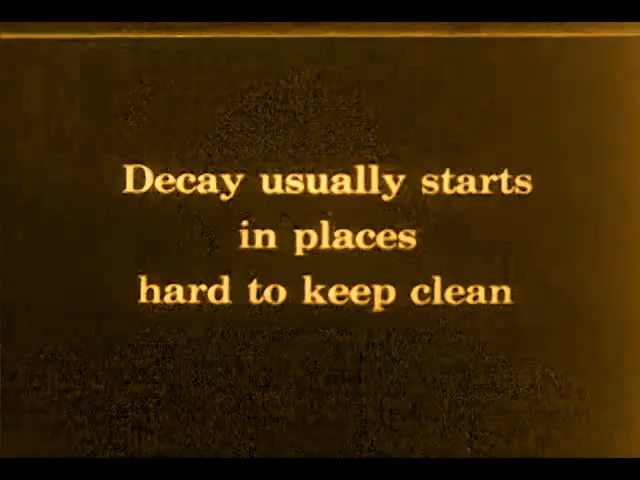 Decay usually starts
in places
hard to keep clean